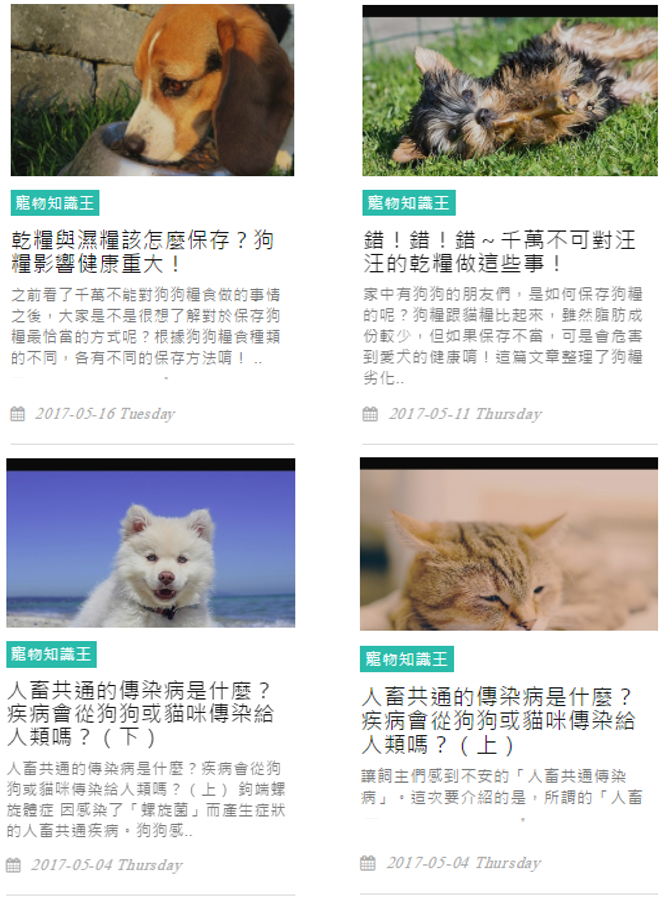 寵物知識王
乾糧與濕糧該怎麼保存？狗
糧影響健康重大！
之前看了千萬不能對狗狗糧食做的事情
之後，大家是不是很想了解對於保存狗
糧最恰當的方式呢？根據狗狗糧食種類
的不同，各有不同的保存方法唷！ ..
2017-05-16 Tuesday
寵物知識王
錯！錯！錯～千萬不可對汪
汪的乾糧做這些事！
家中有狗狗的朋友們，是如何保存狗糧
的呢？狗糧跟貓糧比起來，雖然脂肪成
份較少，但如果保存不當，可是會危害
到愛犬的健康唷！這篇文章整理了狗糧
劣化..
2017-05-11 Thursday
寵物知識王
人畜共通的傳染病是什麼？
疾病會從狗狗或貓咪傳染給
人類嗎？（下）
人畜共通的傳染病是什麼？疾病會從狗
狗或貓咪傳染給人類嗎？（上） 鉤端螺
旋體症 因感染了「螺旋菌」而產生症狀
的人畜共通疾病。狗狗感..
2017-05-04 Thursday
寵物知識王
人畜共通的傳染病是什麼？
疾病會從狗狗或貓咪傳染給
人類嗎？（上）
讓飼主們感到不安的「人畜共通傳染
病」。這次要介紹的是，所謂的「人畜
2017-05-04 Thursday